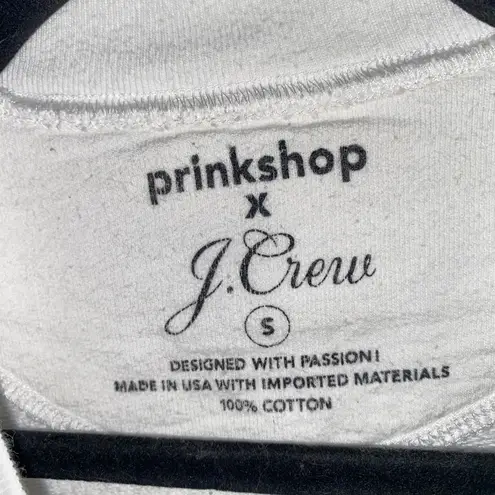 prinkshop
x
J.Crew
S
DESIGNED WITH PASSION!
MADE IN USA WITH IMPORTED MATERIALS
100% COTTON